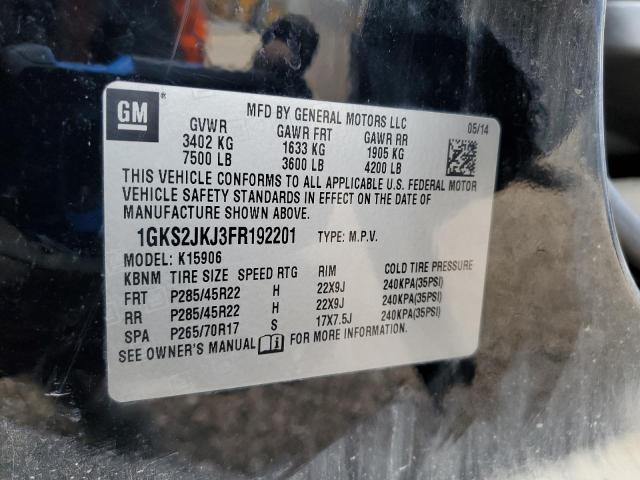 GM
MFD BY GENERAL MOTORS LLC 05/14
GVWR GAWR FRT GAWR RR
3402 KG 1633 KG 1905 KG
7500 LB 3600 LB 4200 LB
THIS VEHICLE CONFORMS TO ALL APPLICABLE U.S. FEDERAL MOTOR
VEHICLE SAFETY STANDARDS IN EFFECT ON THE DATE OF
MANUFACTURE SHOWN ABOVE.
1GKS2JKJ3FR192201 TYPE: M.P.V.
MODEL: K15906
KBNM TIRE SIZE SPEED RTG RIM COLD TIRE PRESSURE
FRT P285/45R22 H 22X9J 240KPA(35PSI)
RR P285/45R22 H 22X9J 240KPA(35PSI)
SPA P265/70R17 S 17X7.5J 240KPA(35PSI)
SEE OWNER'S MANUAL FOR MORE INFORMATION.